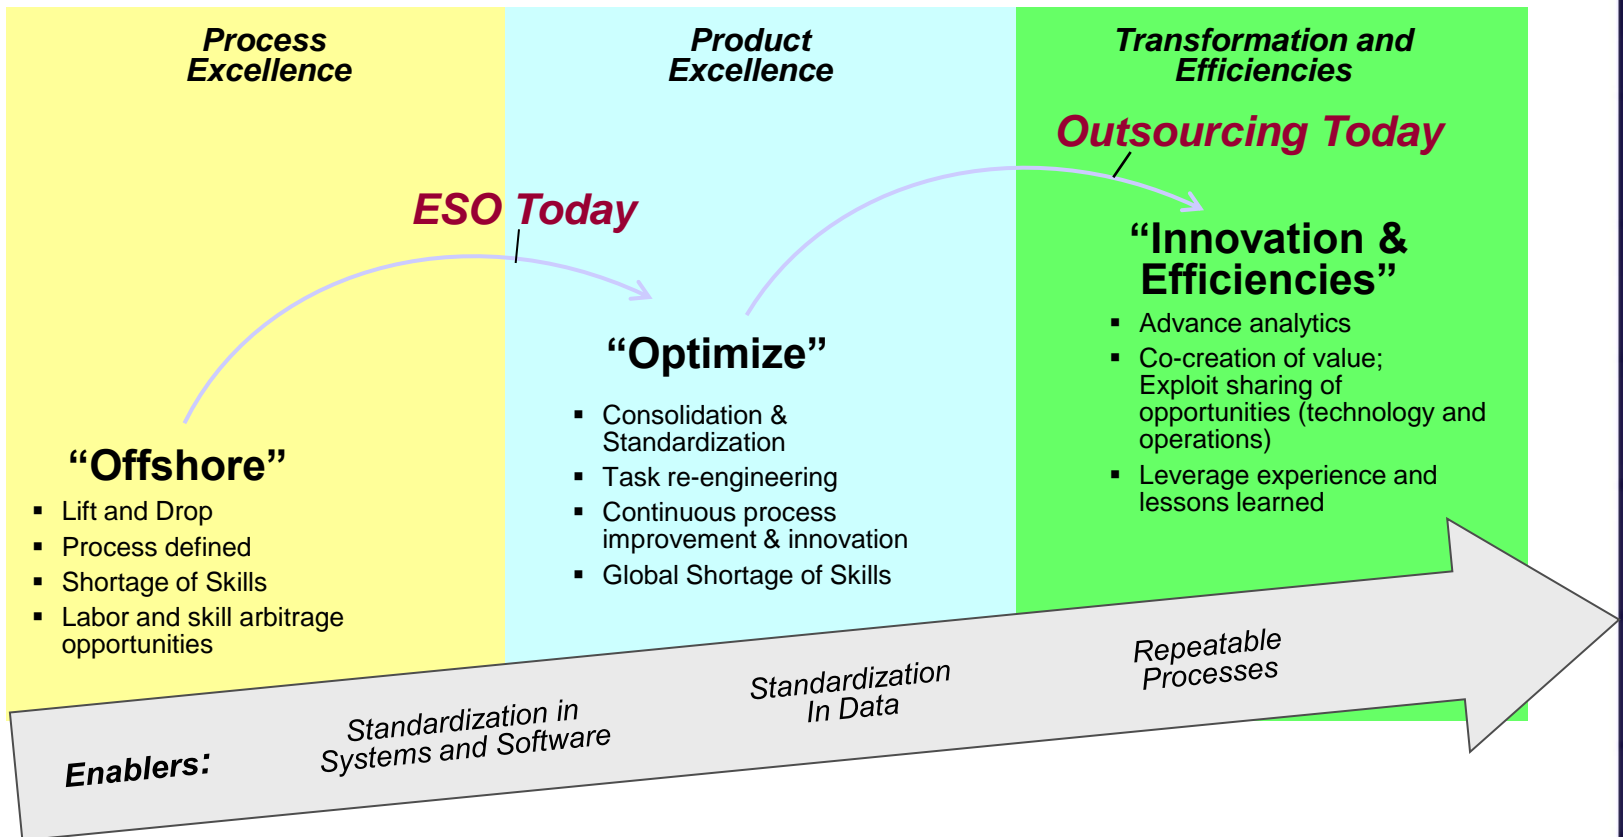 Process
Excellence
Product
Excellence
Transformation and
Efficiencies
Outsourcing Today
ESO Today
“Innovation &
Efficiencies”
▪ Advance analytics
▪ Co-creation of value;
Exploit sharing of
opportunities (technology and
operations)
▪ Leverage experience and
lessons learned
“Optimize”
▪ Consolidation &
Standardization
▪ Task re-engineering
▪ Continuous process
improvement & innovation
▪ Global Shortage of Skills
“Offshore”
▪ Lift and Drop
▪ Process defined
▪ Shortage of Skills
▪ Labor and skill arbitrage
opportunities
Enablers:
Standardization in
Systems and Software
Standardization
In Data
Repeatable
Processes